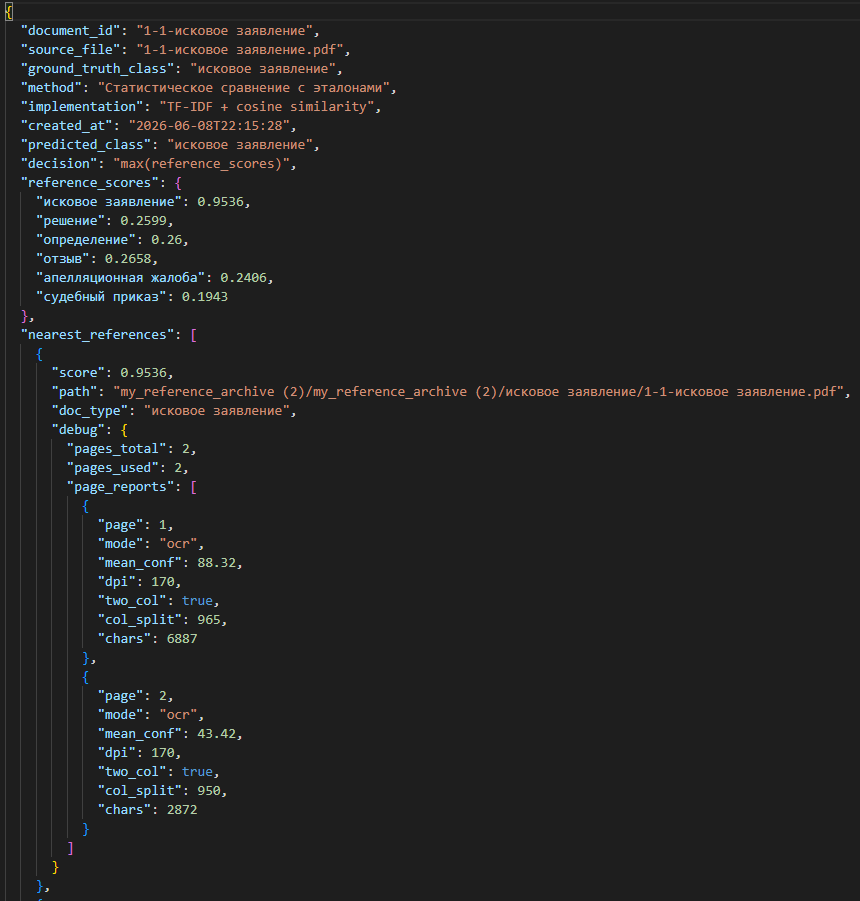 {
"document_id": "1-1-исковое заявление",
"source_file": "1-1-исковое заявление.pdf",
"ground_truth_class": "исковое заявление",
"method": "Статистическое сравнение с эталонами",
"implementation": "TF-IDF + cosine similarity",
"created_at": "2026-06-08T22:15:28",
"predicted_class": "исковое заявление",
"decision": "max(reference_scores)",
"reference_scores": {
"исковое заявление": 0.9536,
"решение": 0.2599,
"определение": 0.26,
"отзыв": 0.2658,
"апелляционная жалоба": 0.2406,
"судебный приказ": 0.1943
},
"nearest_references": [
{
"score": 0.9536,
"path": "my_reference_archive (2)/my_reference_archive (2)/исковое заявление/1-1-исковое заявление.pdf",
"doc_type": "исковое заявление",
"debug": {
"pages_total": 2,
"pages_used": 2,
"page_reports": [
{
"page": 1,
"mode": "ocr",
"mean_conf": 88.32,
"dpi": 170,
"two_col": true,
"col_split": 965,
"chars": 6887
},
{
"page": 2,
"mode": "ocr",
"mean_conf": 43.42,
"dpi": 170,
"two_col": true,
"col_split": 950,
"chars": 2872
}
]
}
},